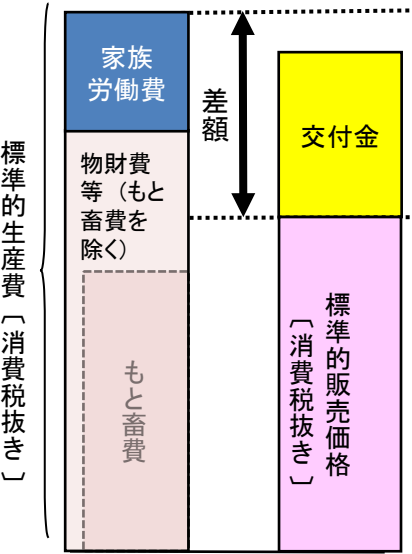 標準的生産費〔消費税抜き〕
家族
労働費
物財費
等（もと
畜費を
除く）
もと畜費
差額
交付金
標準的販売価格
〔消費税抜き〕